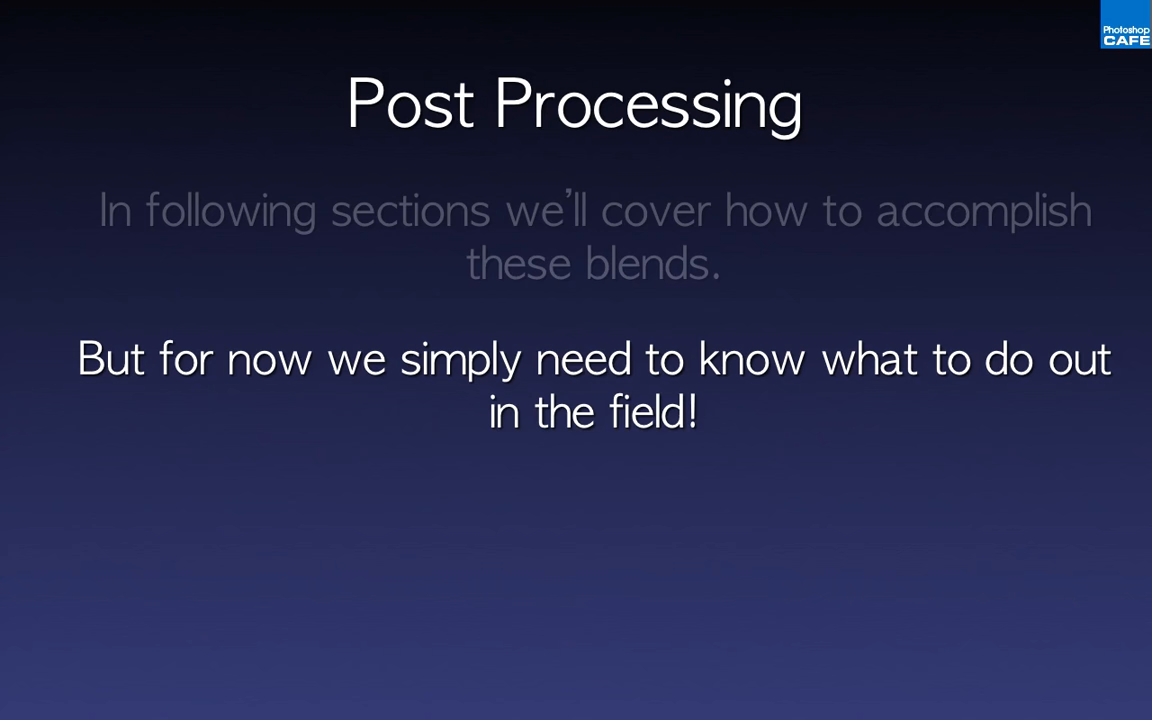 Photoshop
CAFE
Post Processing
In following sections we’ll cover how to accomplish
these blends.
But for now we simply need to know what to do out
in the field!